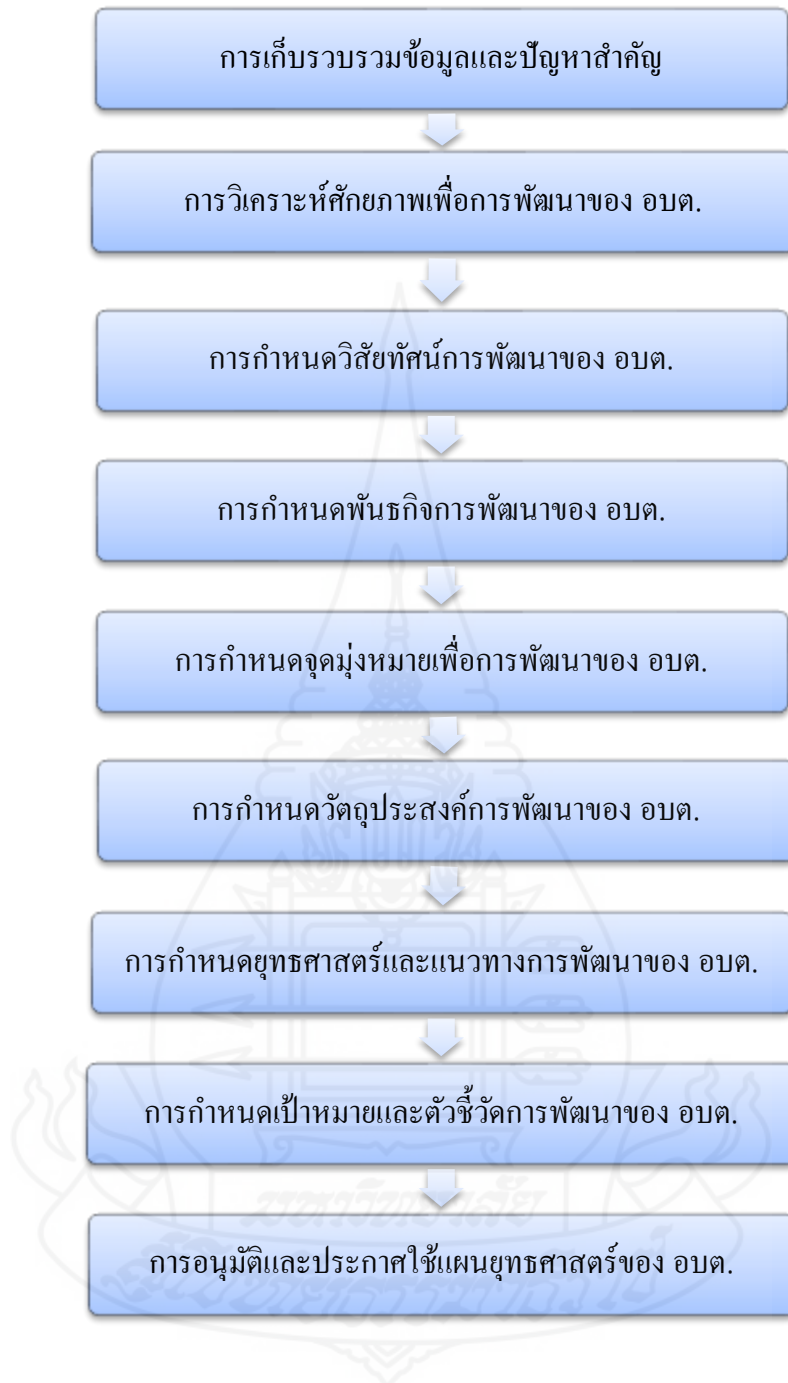 การเก็บรวบรวมข้อมูลและปัญหาสำคัญ
การวิเคราะห์ศักยภาพเพื่อการพัฒนาของ อบต.
การกำหนดวิสัยทัศน์การพัฒนาของ อบต.
การกำหนดพันธกิจการพัฒนาของ อบต.
การกำหนดจุดมุ่งหมายเพื่อการพัฒนาของ อบต.
การกำหนดวัตถุประสงค์การพัฒนาของ อบต.
การกำหนดยุทธศาสตร์และแนวทางการพัฒนาของ อบต.
การกำหนดเป้าหมายและตัวชี้วัดการพัฒนาของ อบต.
มหาวิทยาลัย
การอนุมัติและประกาศใช้แผนยุทธศาสตร์ของ อบต.